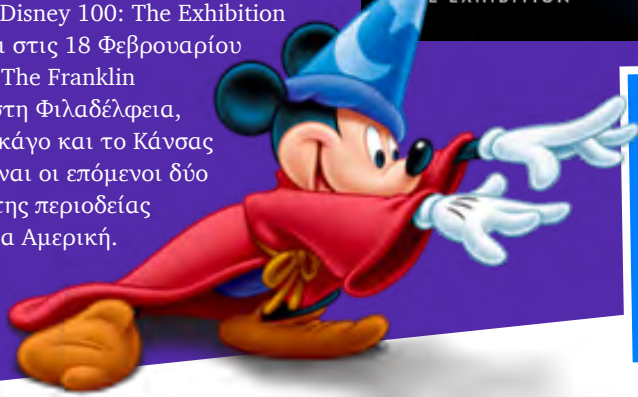 Disney 100: The Exhibition
ι στις 18 Φεβρουαρίου
The Franklin
στη Φιλαδέλφεια,
κάγο και το Κάνσας
ναι οι επόμενοι δύο
της περιοδείας
α Αμερική.
E EXHIBITION